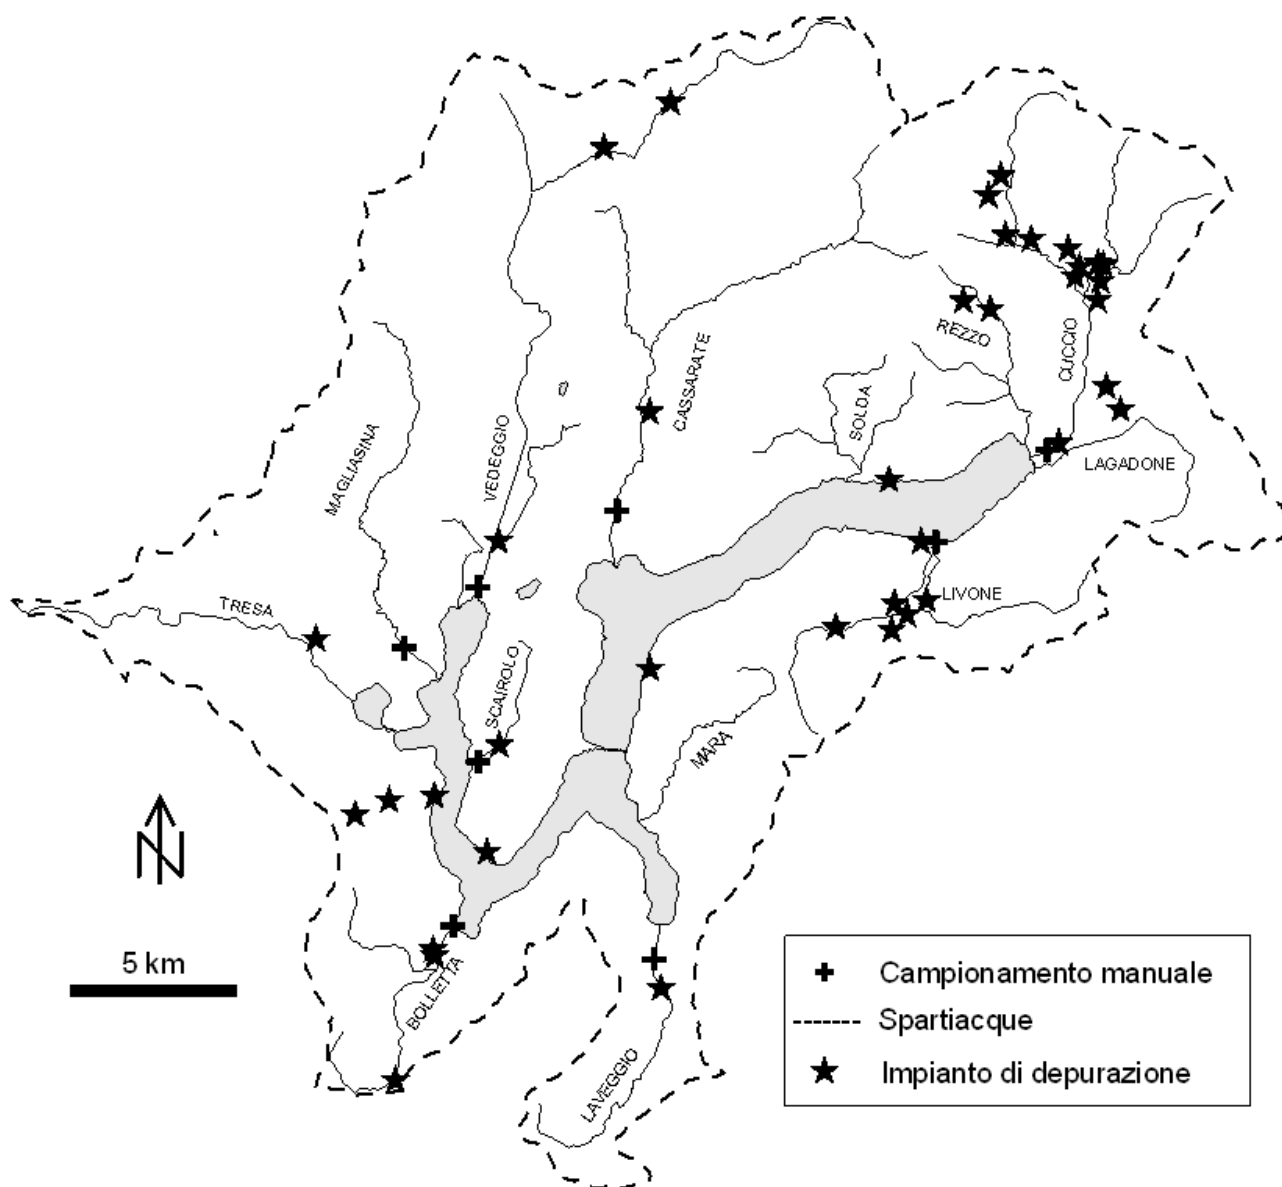 REZZO
CUCCIO
CASSARATE
SOLDA
MAGLIASINA
VEDEGGIO
LAGADONE
TRESA
LIVONE
SCAIROLO
MARA
N
5 km
BOLLETTA
LAVEGGIO
Campionamento manuale
Spartiacque
Impianto di depurazione